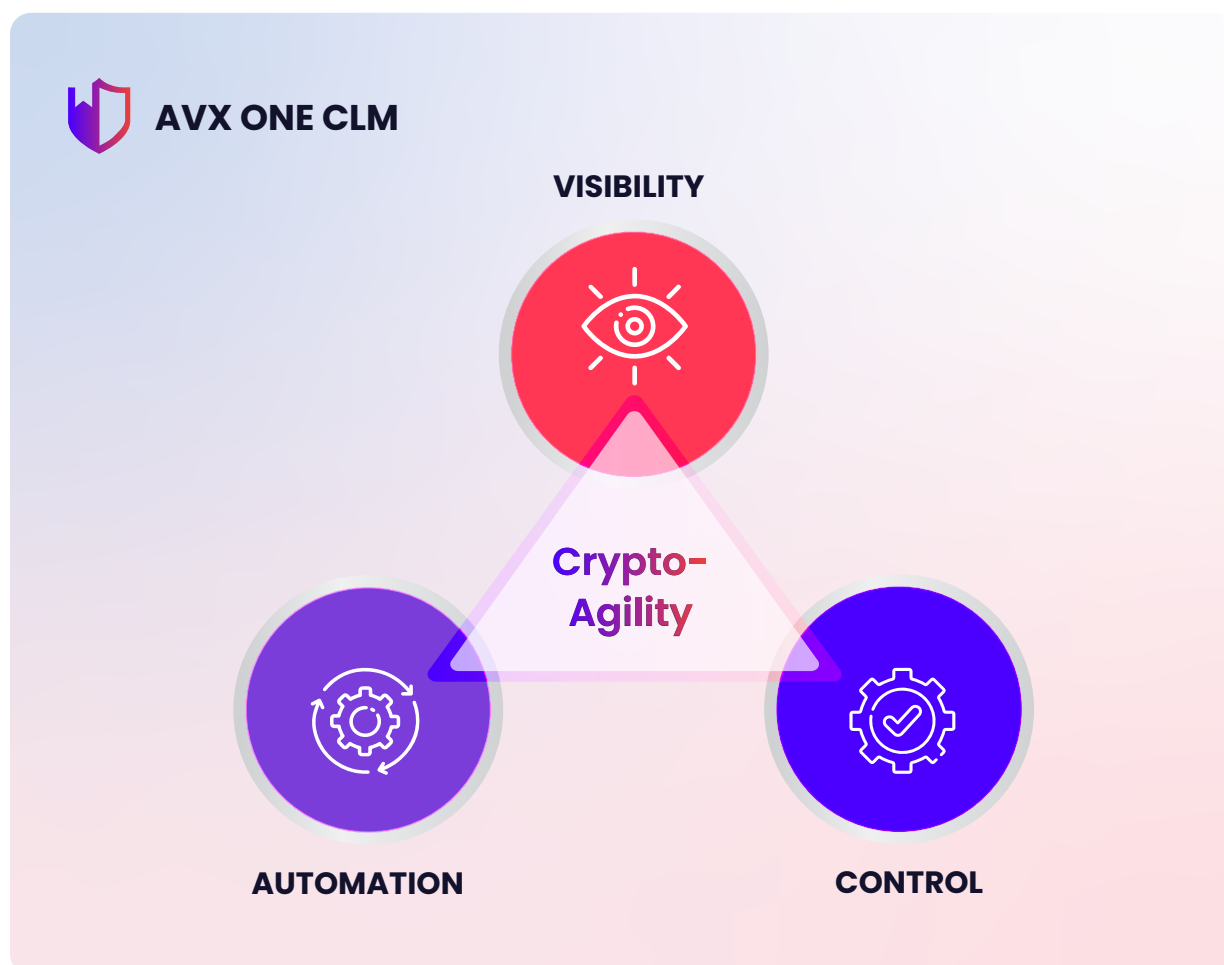 AVX ONE CLM
VISIBILITY
Crypto-
Agility
AUTOMATION
CONTROL